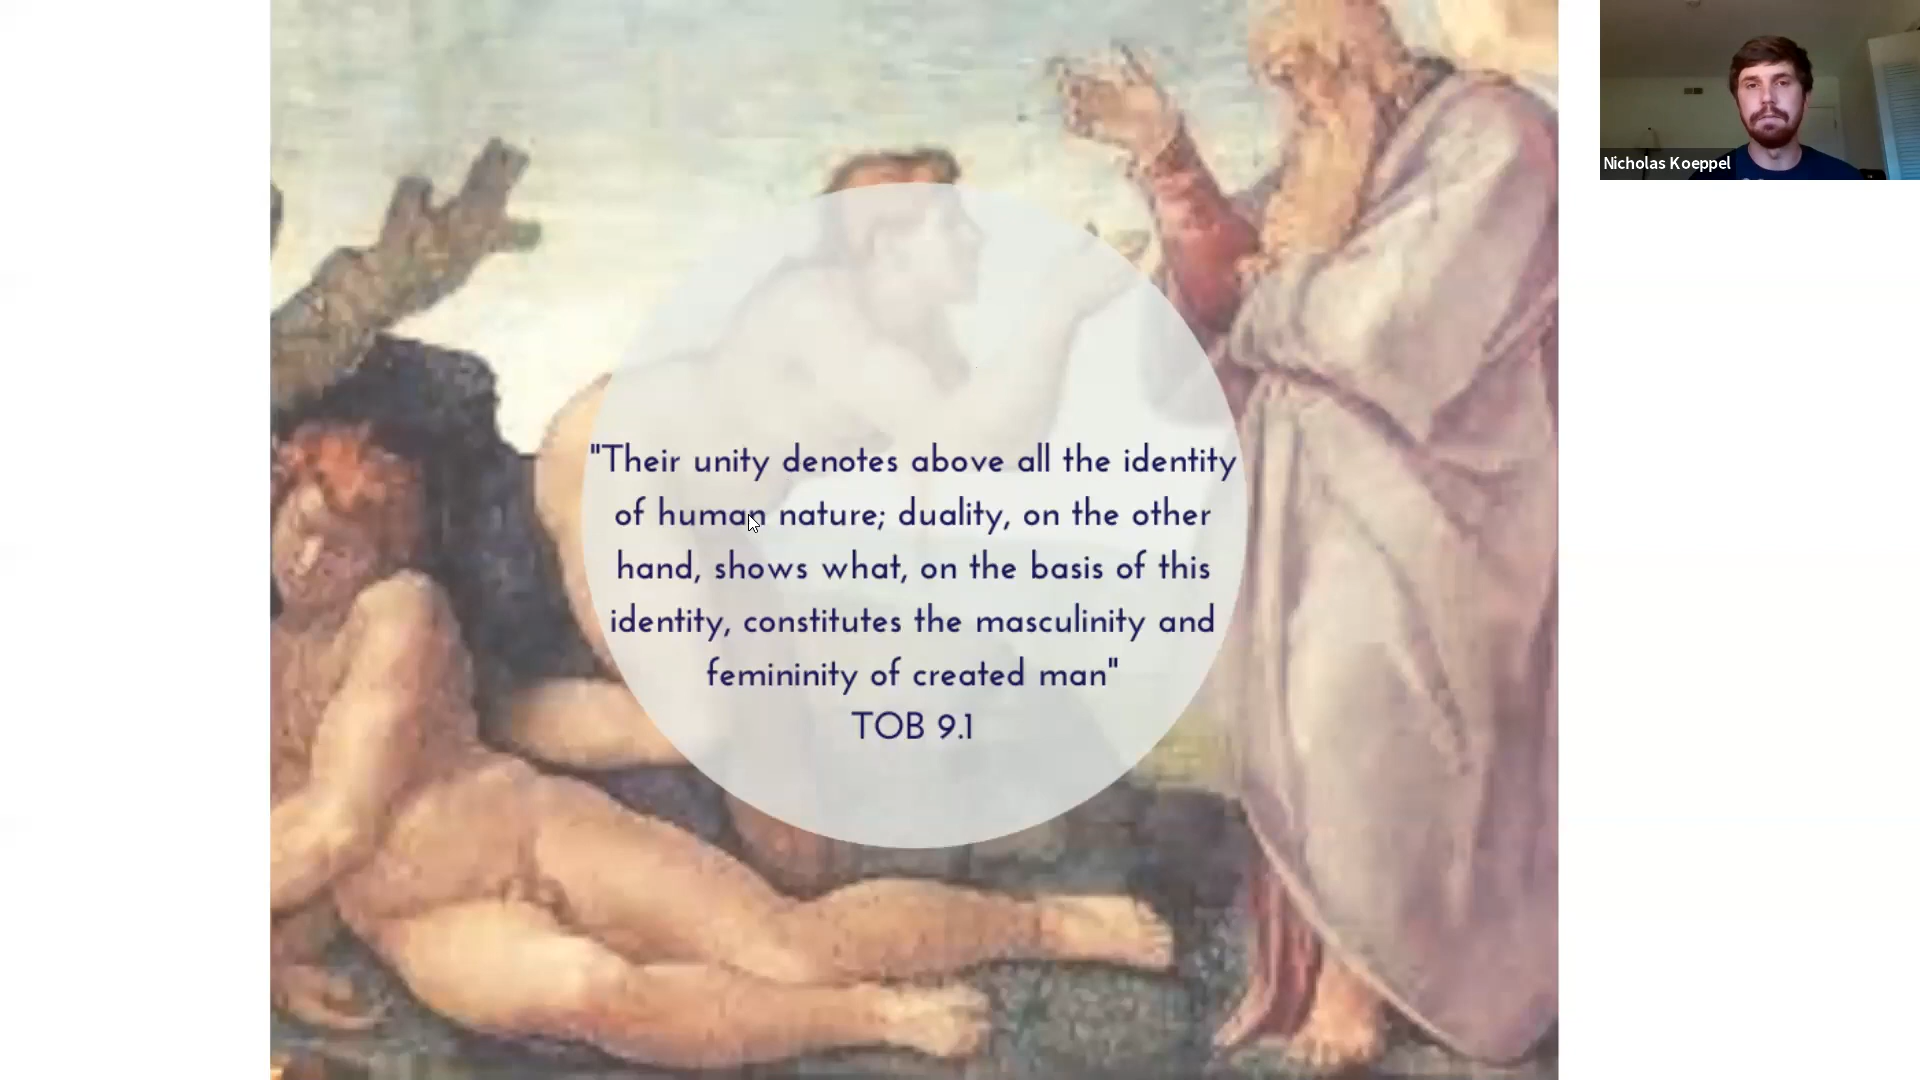 "Their unity denotes above all the identity
of human nature; duality, on the other
hand, shows what, on the basis of this
identity, constitutes the masculinity and
femininity of created man"
TOB 9.1
Nicholas Koeppel